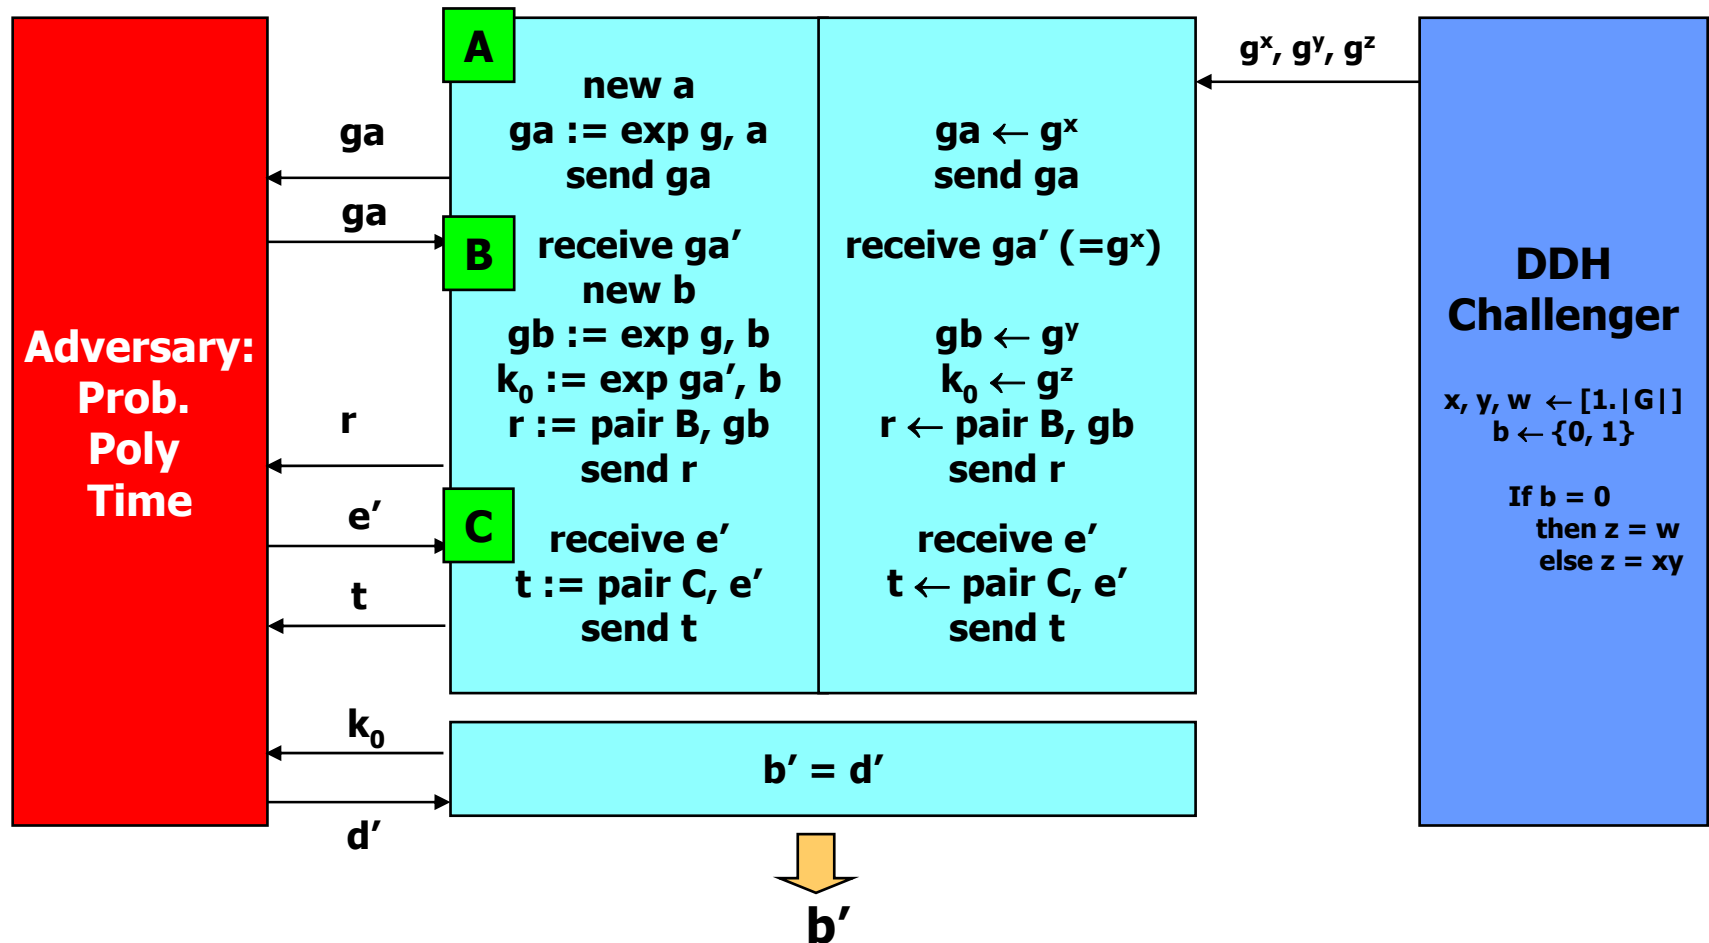 A
new a
ga := exp g, a
send ga
ga ← gˣ
send ga
gˣ, gʸ, gᶻ
ga
ga
B
receive ga′
new b
gb := exp g, b
k₀ := exp ga′, b
r := pair B, gb
send r
receive ga′ (=gˣ)
gb ← gʸ
k₀ ← gᶻ
r ← pair B, gb
send r
r
e′
C
receive e′
t := pair C, e′
send t
receive e′
t ← pair C, e′
send t
t
k₀
b′ = d′
d′
b′
Adversary:
Prob.
Poly
Time
DDH
Challenger
x, y, w ← [1.|G|]
b ← {0, 1}
If b = 0
then z = w
else z = xy